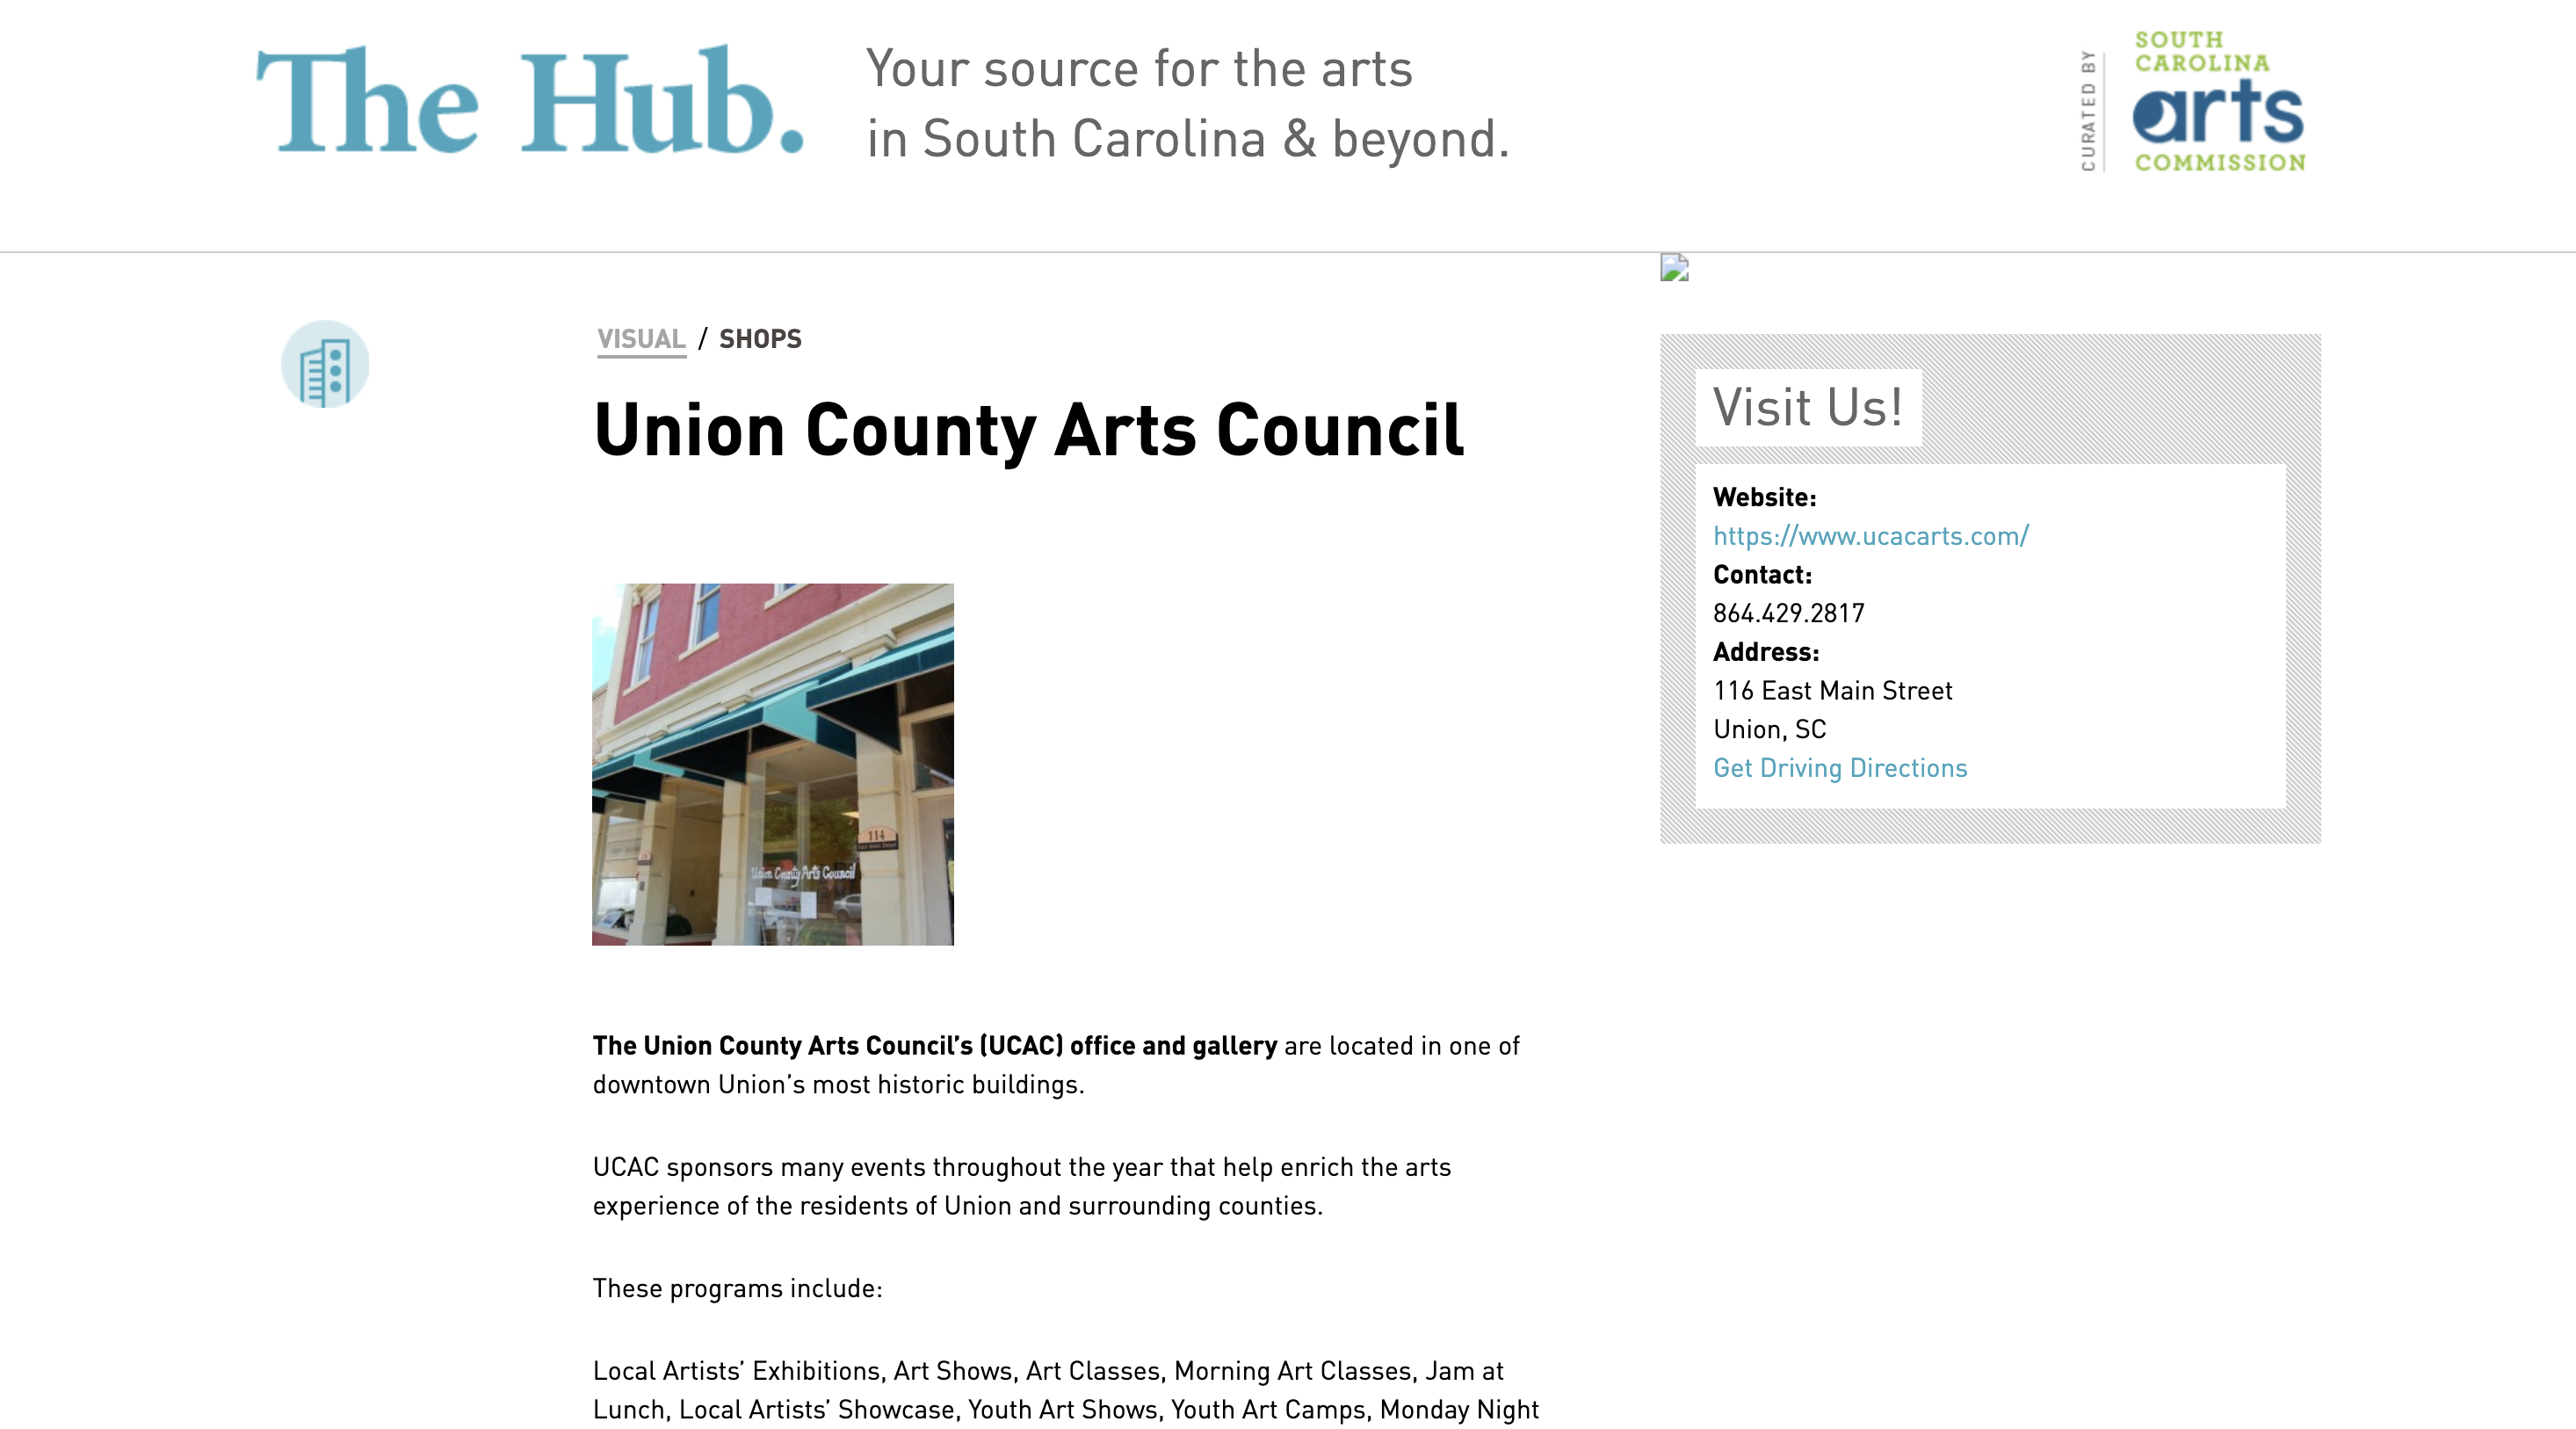 The Hub.
Your source for the arts
in South Carolina & beyond.
CURATED BY
SOUTH
CAROLINA
arts
COMMISSION
VISUAL / SHOPS
Union County Arts Council
114
East Main Street
Union County Arts Council
The Union County Arts Council’s (UCAC) office and gallery are located in one of
downtown Union’s most historic buildings.
UCAC sponsors many events throughout the year that help enrich the arts
experience of the residents of Union and surrounding counties.
These programs include:
Local Artists’ Exhibitions, Art Shows, Art Classes, Morning Art Classes, Jam at
Lunch, Local Artists’ Showcase, Youth Art Shows, Youth Art Camps, Monday Night
Visit Us!
Website:
https://www.ucacarts.com/
Contact:
864.429.2817
Address:
116 East Main Street
Union, SC
Get Driving Directions